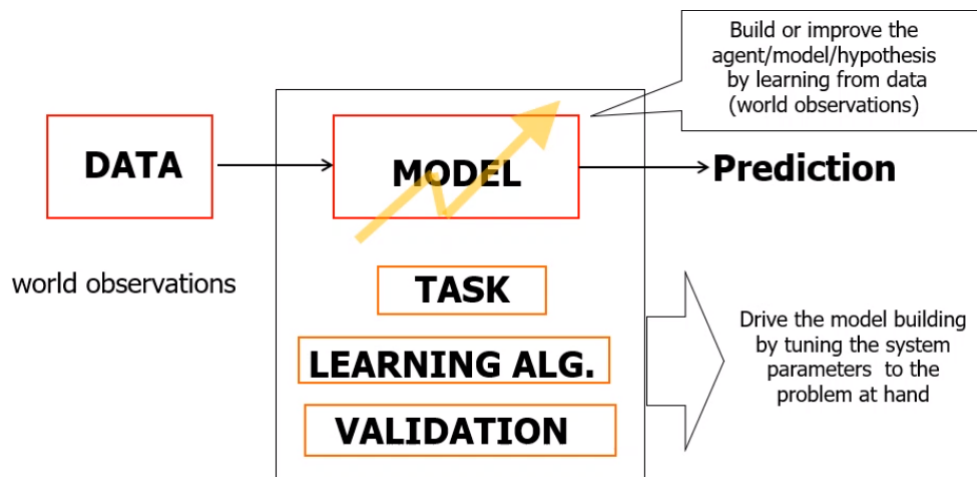 Build or improve the
agent/model/hypothesis
by learning from data
(world observations)
DATA
MODEL
Prediction
world observations
TASK
LEARNING ALG.
VALIDATION
Drive the model building
by tuning the system
parameters to the
problem at hand